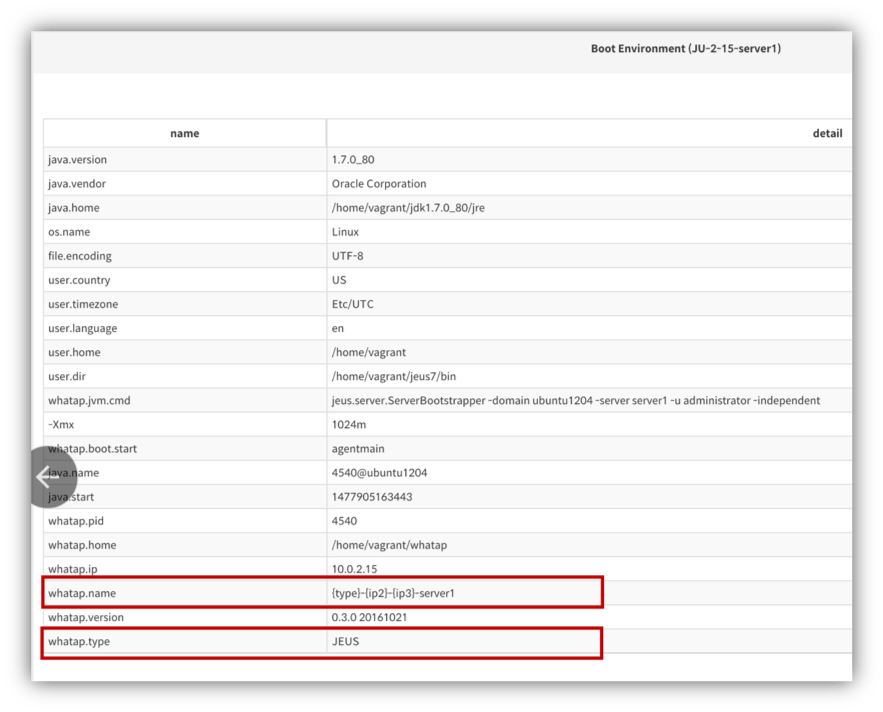 Boot Environment (JU-2-15-server1)
name detail
java.version 1.7.0_80
java.vendor Oracle Corporation
java.home /home/vagrant/jdk1.7.0_80/jre
os.name Linux
file.encoding UTF-8
user.country US
user.timezone Etc/UTC
user.language en
user.home /home/vagrant
user.dir /home/vagrant/jeus7/bin
whatap.jvm.cmd jeus.server.ServerBootstrapper -domain ubuntu1204 -server server1 -u administrator -independent
-Xmx 1024m
whatap.boot.start agentmain
java.name 4540@ubuntu1204
java.start 1477905163443
whatap.pid 4540
whatap.home /home/vagrant/whatap
whatap.ip 10.0.2.15
whatap.name {type}-{ip2}-{ip3}-server1
whatap.version 0.3.0 20161021
whatap.type JEUS